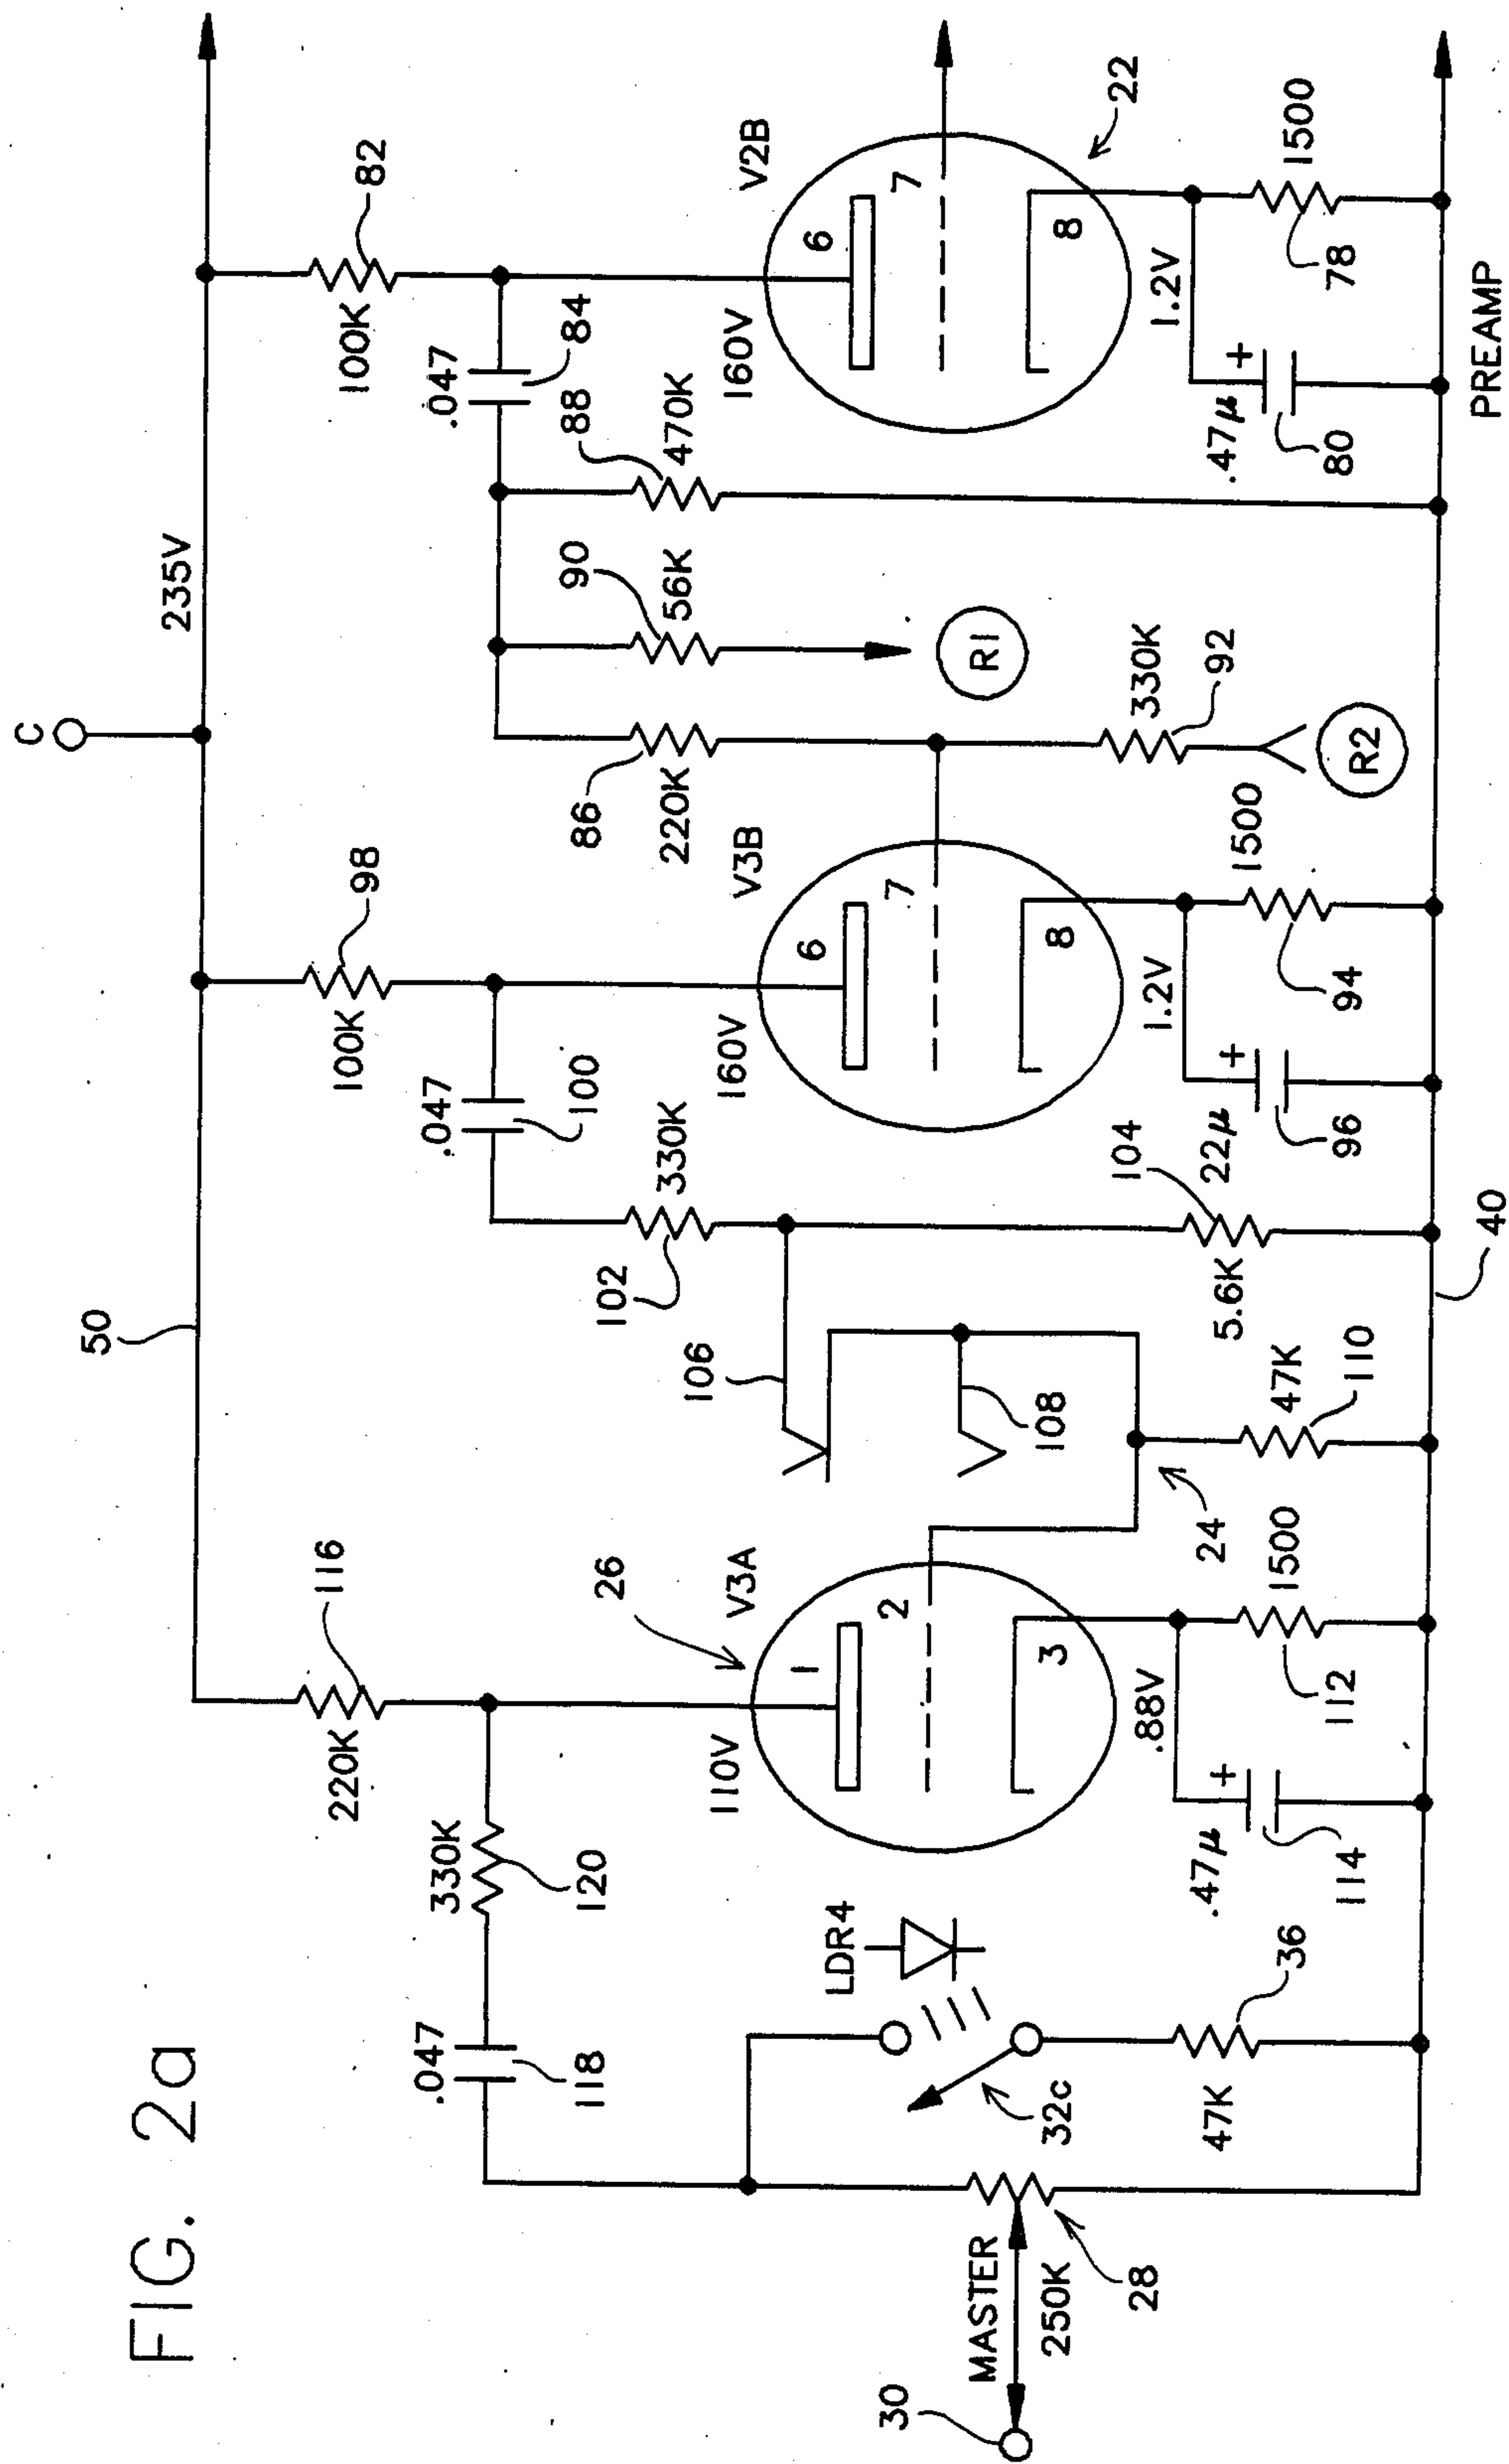 FIG. 2a
C
50
235V
116
220K
98
100K
82
100K
.047
118
330K
120
.047
100
.047
84
88
470K
90
56K
86
220K
102
330K
106
108
26
V3A
110V
1
2
3
V3B
160V
6
7
8
V2B
160V
6
7
8
22
R1
330K
92
R2
LDR4
32c
MASTER
250K
28
30
47K
36
.88V
.47µ
+
114
1500
112
24
47K
110
104
5.6K
1.2V
22µ
+
96
1500
94
1.2V
.47µ
+
80
1500
78
40
PREAMP